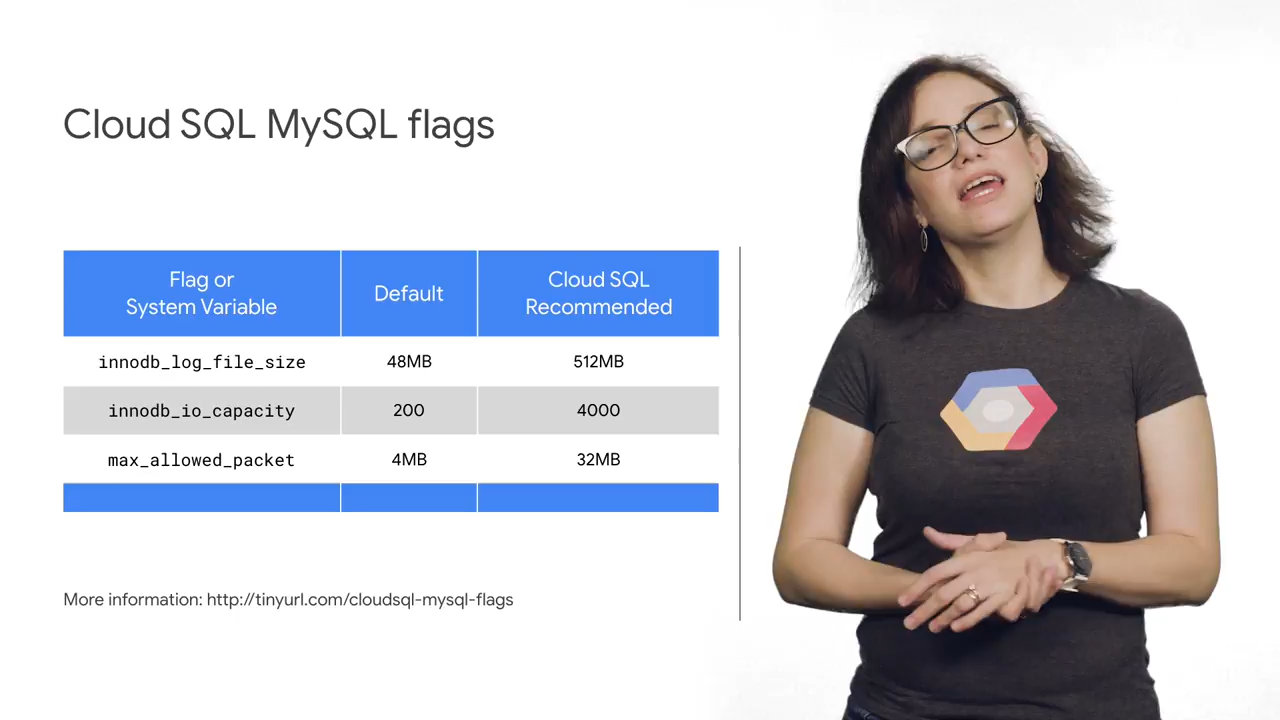 Cloud SQL MySQL flags
Flag or
System Variable
Default
Cloud SQL
Recommended
innodb_log_file_size 48MB 512MB
innodb_io_capacity 200 4000
max_allowed_packet 4MB 32MB
More information: http://tinyurl.com/cloudsql-mysql-flags